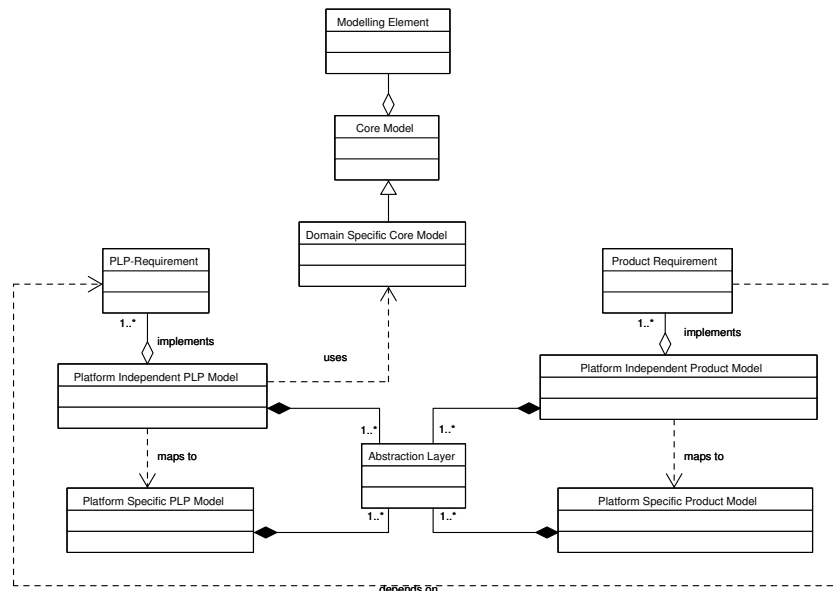 Modelling Element
Core Model
Domain Specific Core Model
PLP-Requirement
Product Requirement
1..*
implements
1..*
implements
uses
Platform Independent PLP Model
Platform Independent Product Model
1..*
1..*
maps to
Abstraction Layer
maps to
Platform Specific PLP Model
Platform Specific Product Model
1..*
1..*
depends on